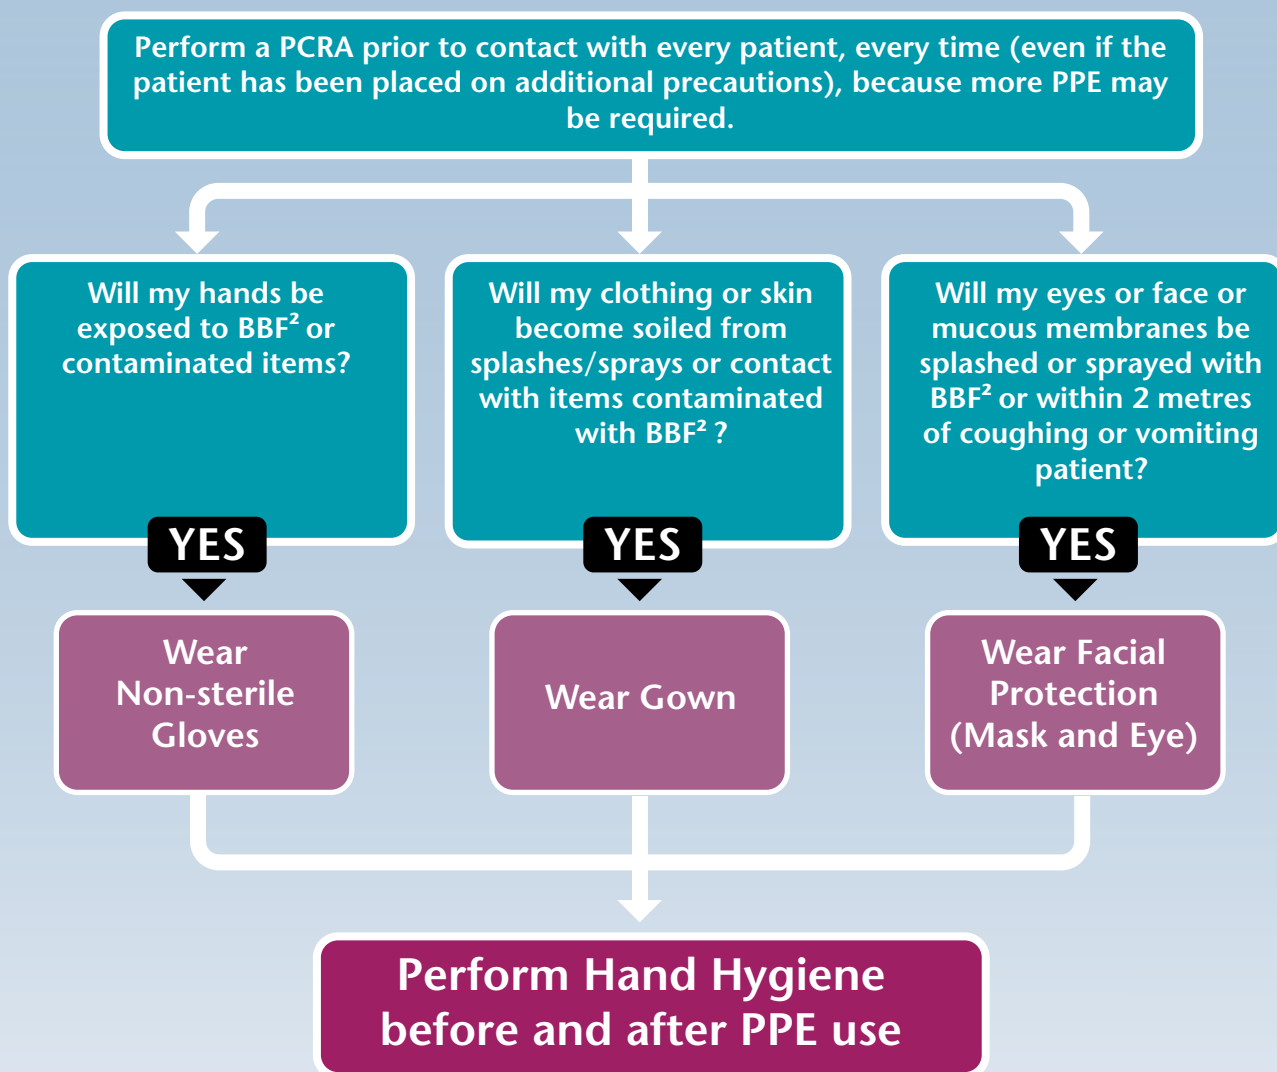 Perform a PCRA prior to contact with every patient, every time (even if the
patient has been placed on additional precautions), because more PPE may
be required.
Will my hands be
exposed to BBF² or
contaminated items?
Will my clothing or skin
become soiled from
splashes/sprays or contact
with items contaminated
with BBF² ?
Will my eyes or face or
mucous membranes be
splashed or sprayed with
BBF² or within 2 metres
of coughing or vomiting
patient?
YES
YES
YES
Wear
Non-sterile
Gloves
Wear Gown
Wear Facial
Protection
(Mask and Eye)
Perform Hand Hygiene
before and after PPE use